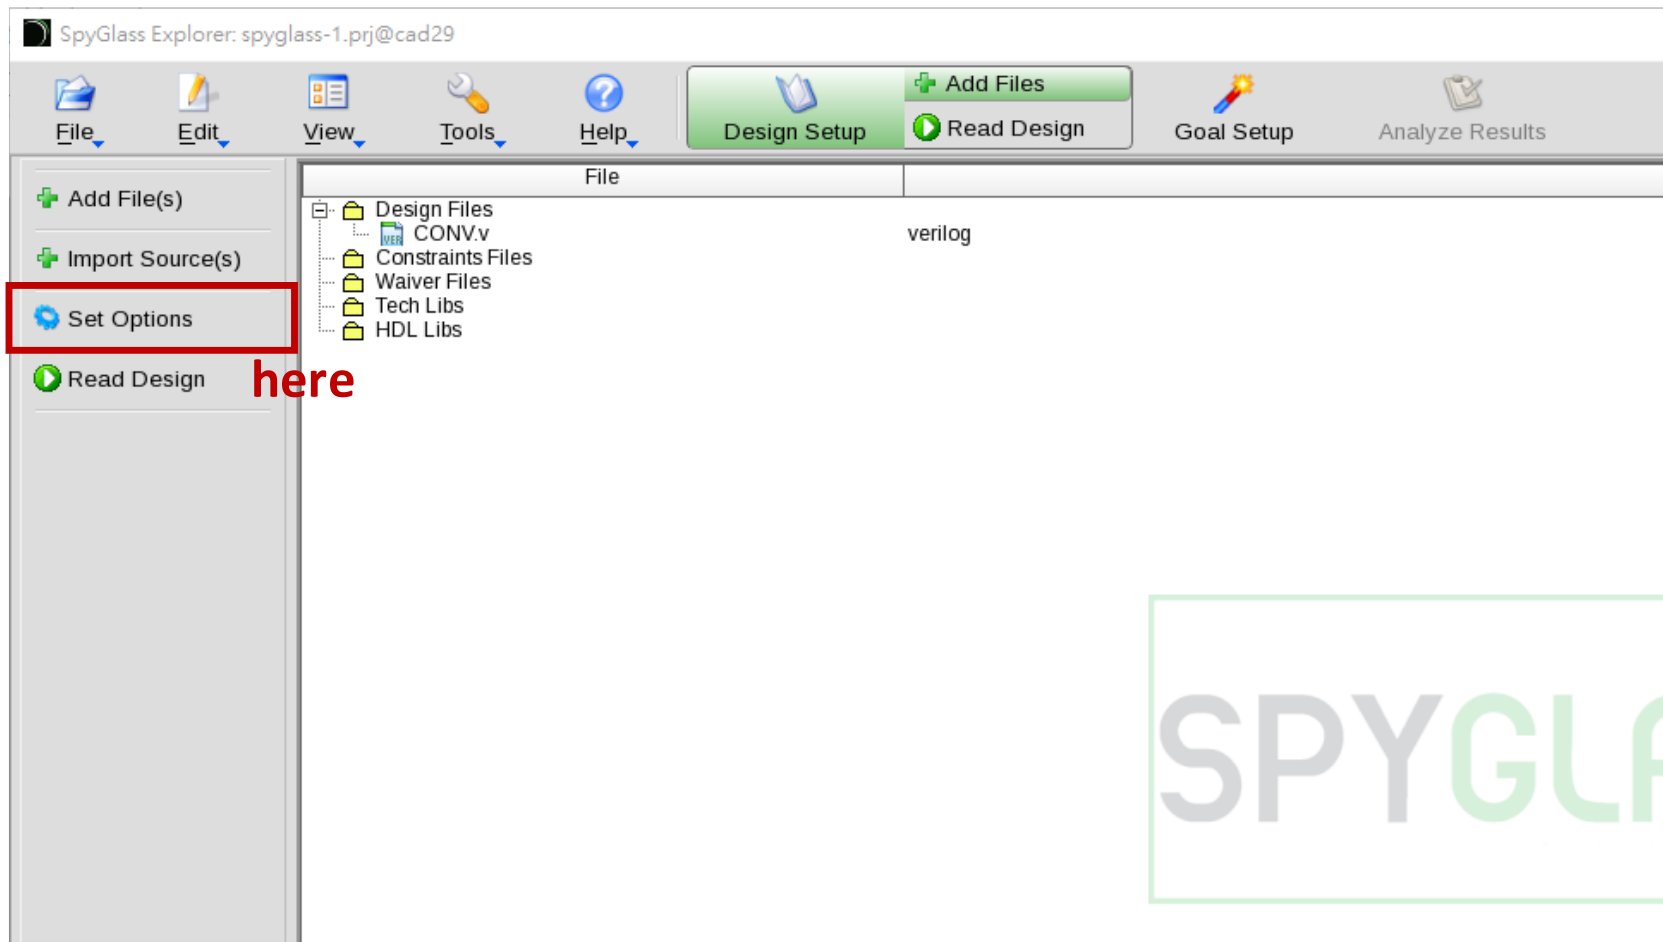 SpyGlass Explorer: spyglass-1.prj@cad29
File
Edit
View
Tools
Help
Design Setup
Add Files
Read Design
Goal Setup
Analyze Results
Add File(s)
Import Source(s)
Set Options
Read Design
here
File
Design Files
CONV.v
verilog
Constraints Files
Waiver Files
Tech Libs
HDL Libs
SPYGLA